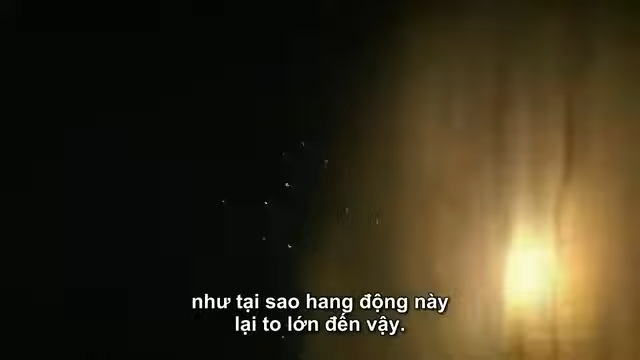 như tại sao hang động này
lại to lớn đến vậy.